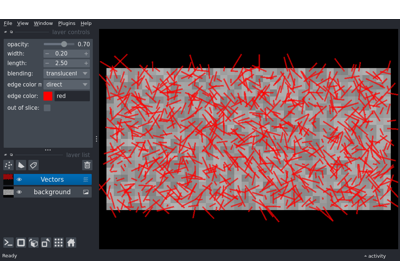 File View Window Plugins Help
layer controls
opacity: 0.70
width: 0.20
length: 2.50
blending: translucent
edge color m direct
edge color: red
out of slice:
layer list
Vectors
background
Ready
activity